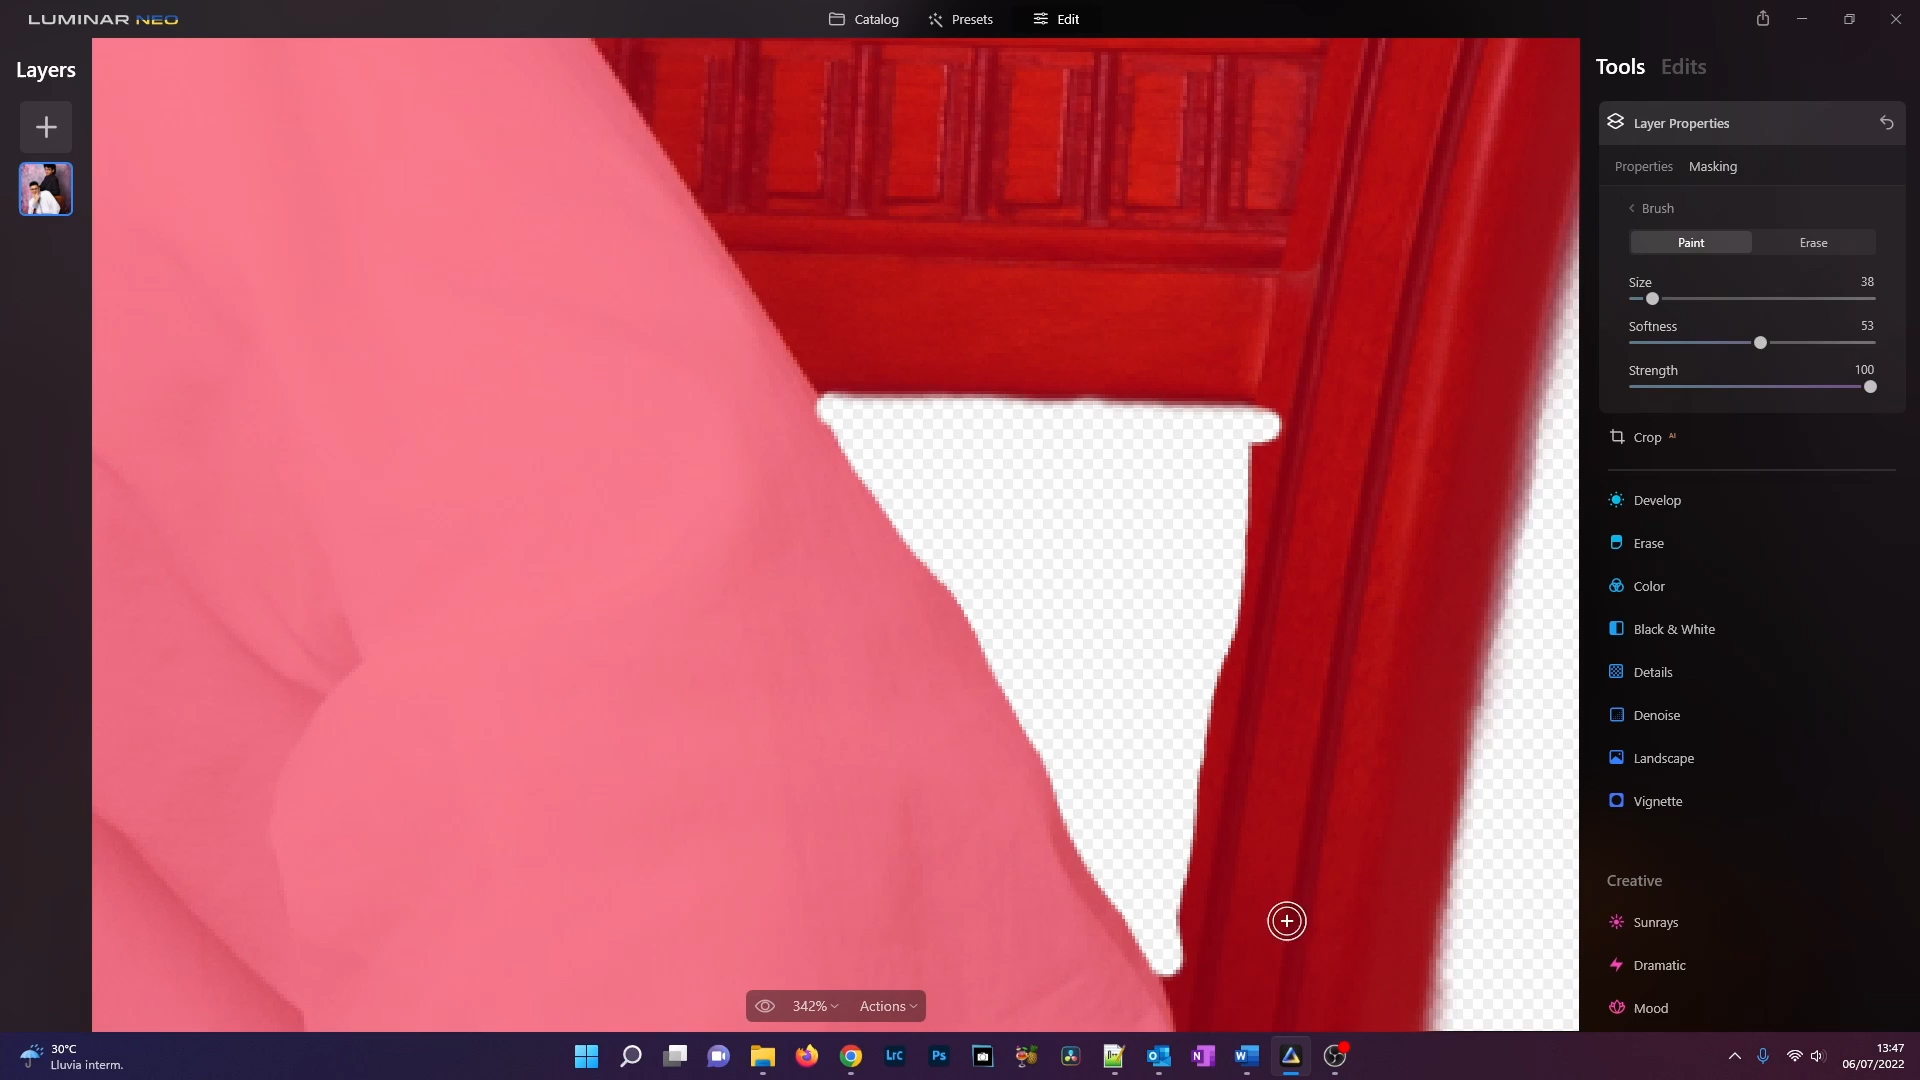 LUMINAR NEO
Catalog
Presets
Edit
Layers
Tools
Edits
Layer Properties
Properties
Masking
Brush
Paint
Erase
Size
38
Softness
53
Strength
100
Crop AI
Develop
Erase
Color
Black & White
Details
Denoise
Landscape
Vignette
Creative
Sunrays
Dramatic
Mood
342%
Actions
30°C
Lluvia interm.
LrC
Ps
N
W
13:47
06/07/2022